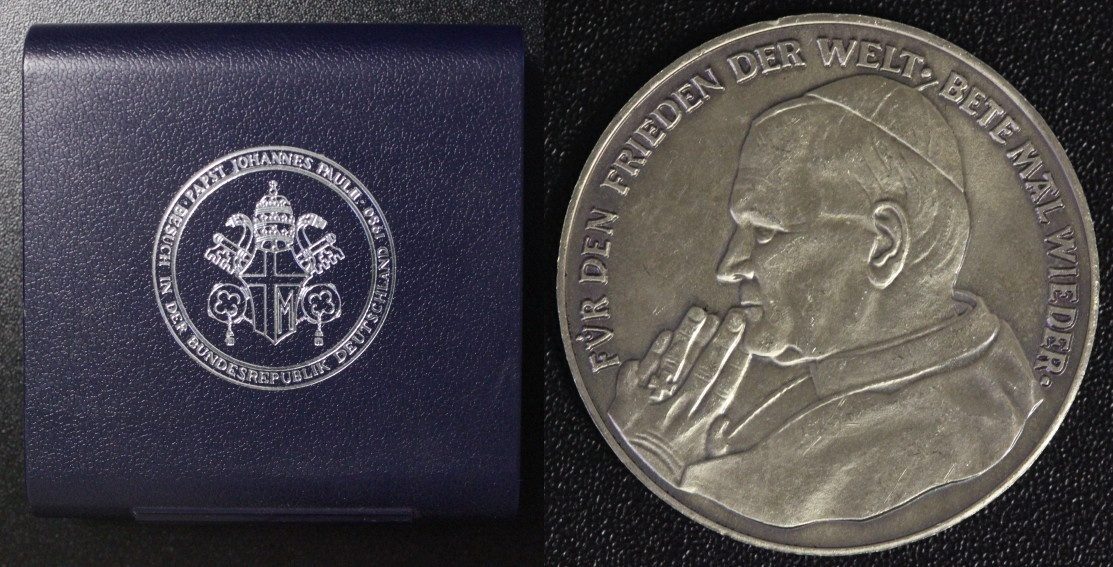 BESUCH IN DER BUNDESREPUBLIK DEUTSCHLAND 1980 · PAPST JOHANNES PAUL II ·
M
FÜR DEN FRIEDEN DER WELT · BETE MAL WIEDER ·